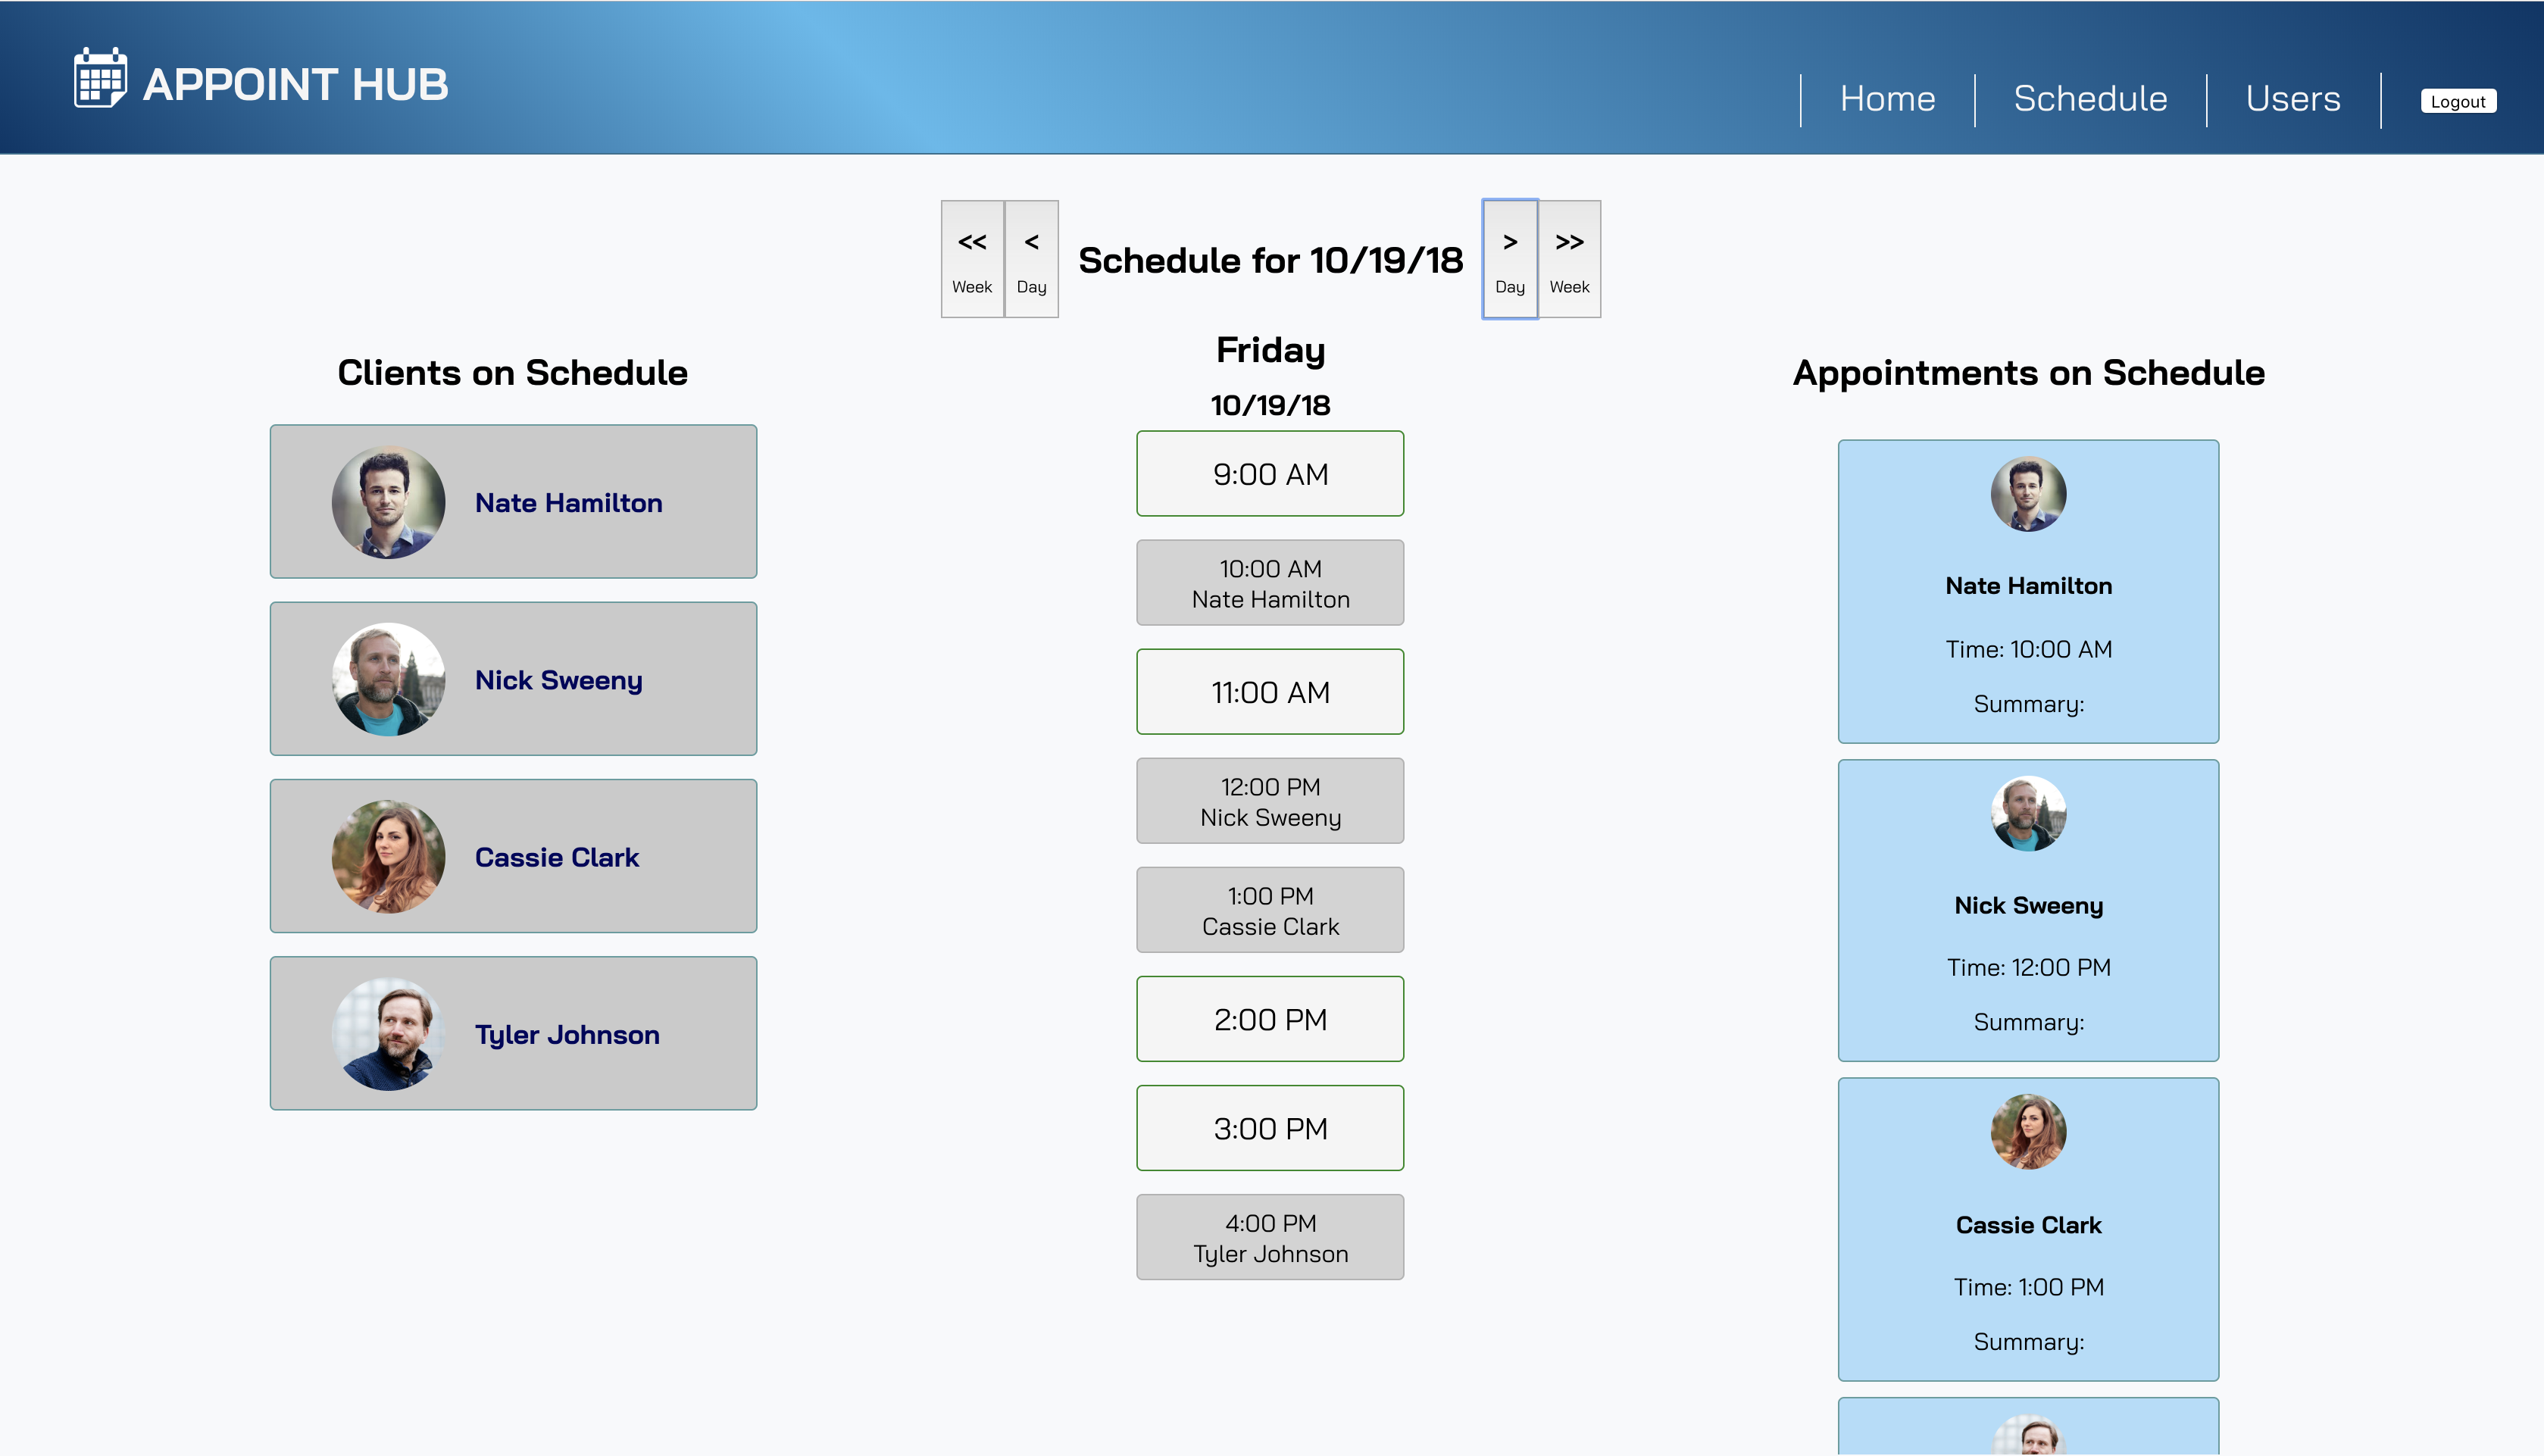 APPOINT HUB
Home
Schedule
Users
Logout
<<
Week
<
Day
Schedule for 10/19/18
>
Day
>>
Week
Clients on Schedule
Nate Hamilton
Nick Sweeny
Cassie Clark
Tyler Johnson
Friday
10/19/18
9:00 AM
10:00 AM
Nate Hamilton
11:00 AM
12:00 PM
Nick Sweeny
1:00 PM
Cassie Clark
2:00 PM
3:00 PM
4:00 PM
Tyler Johnson
Appointments on Schedule
Nate Hamilton
Time: 10:00 AM
Summary:
Nick Sweeny
Time: 12:00 PM
Summary:
Cassie Clark
Time: 1:00 PM
Summary: